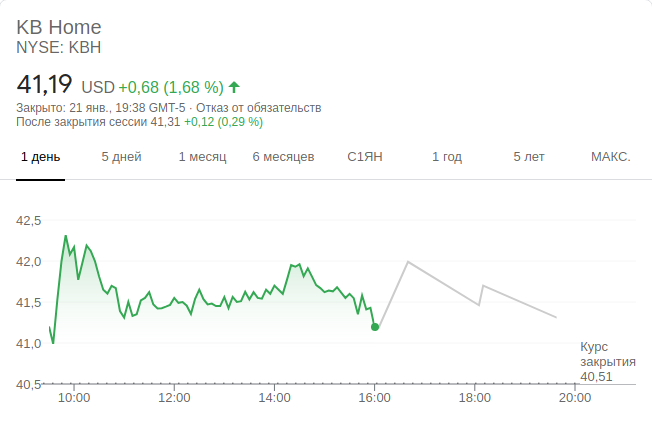 KB Home
NYSE: KBH
41,19 USD +0,68 (1,68 %)
Закрыто: 21 янв., 19:38 GMT-5 · Отказ от обязательств
После закрытия сессии 41,31 +0,12 (0,29 %)
1 день 5 дней 1 месяц 6 месяцев С1ЯН 1 год 5 лет МАКС.
42,5
42,0
41,5
41,0
Курс
закрытия
40,51
40,5
10:00 12:00 14:00 16:00 18:00 20:00